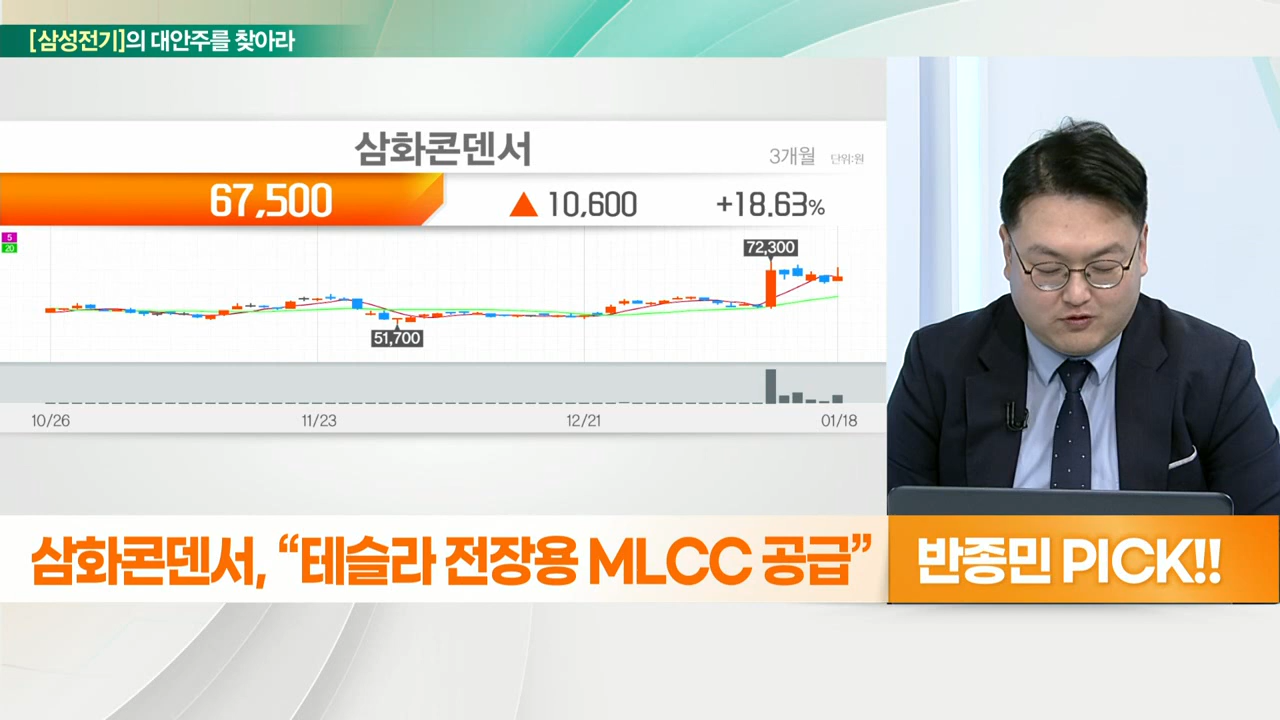 [삼성전기]의 대안주를 찾아라
삼화콘덴서
3개월 단위:원
67,500 ▲ 10,600 +18.63%
5
20
72,300
51,700
10/26 11/23 12/21 01/18
삼화콘덴서, “테슬라 전장용 MLCC 공급”
반종민 PICK!!